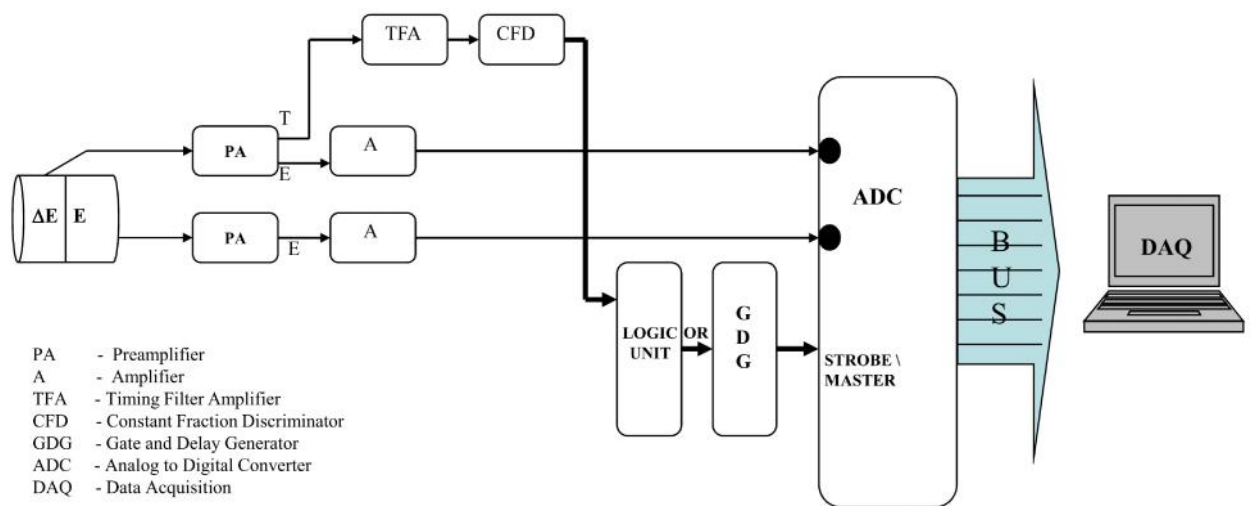 TFA
CFD
T
PA
E
A
ΔE E
PA
E
A
ADC
LOGIC
UNIT
OR
G
D
G
STROBE \
MASTER
B
U
S
DAQ
PA - Preamplifier
A - Amplifier
TFA - Timing Filter Amplifier
CFD - Constant Fraction Discriminator
GDG - Gate and Delay Generator
ADC - Analog to Digital Converter
DAQ - Data Acquisition